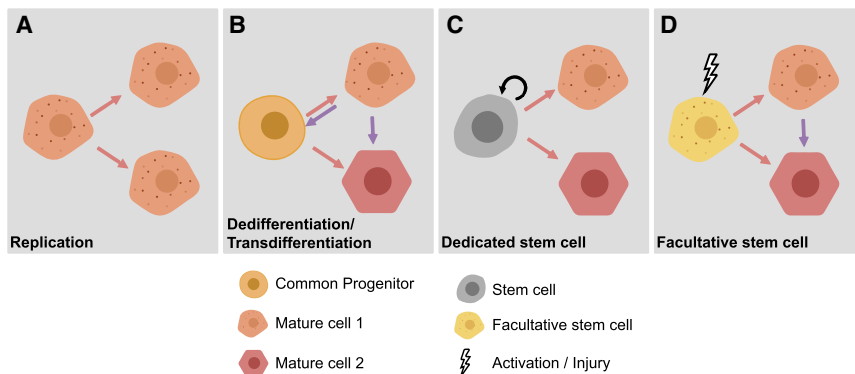 A
B
C
D
Replication
Dedifferentiation/
Transdifferentiation
Dedicated stem cell
Facultative stem cell
Common Progenitor
Mature cell 1
Mature cell 2
Stem cell
Facultative stem cell
Activation / Injury